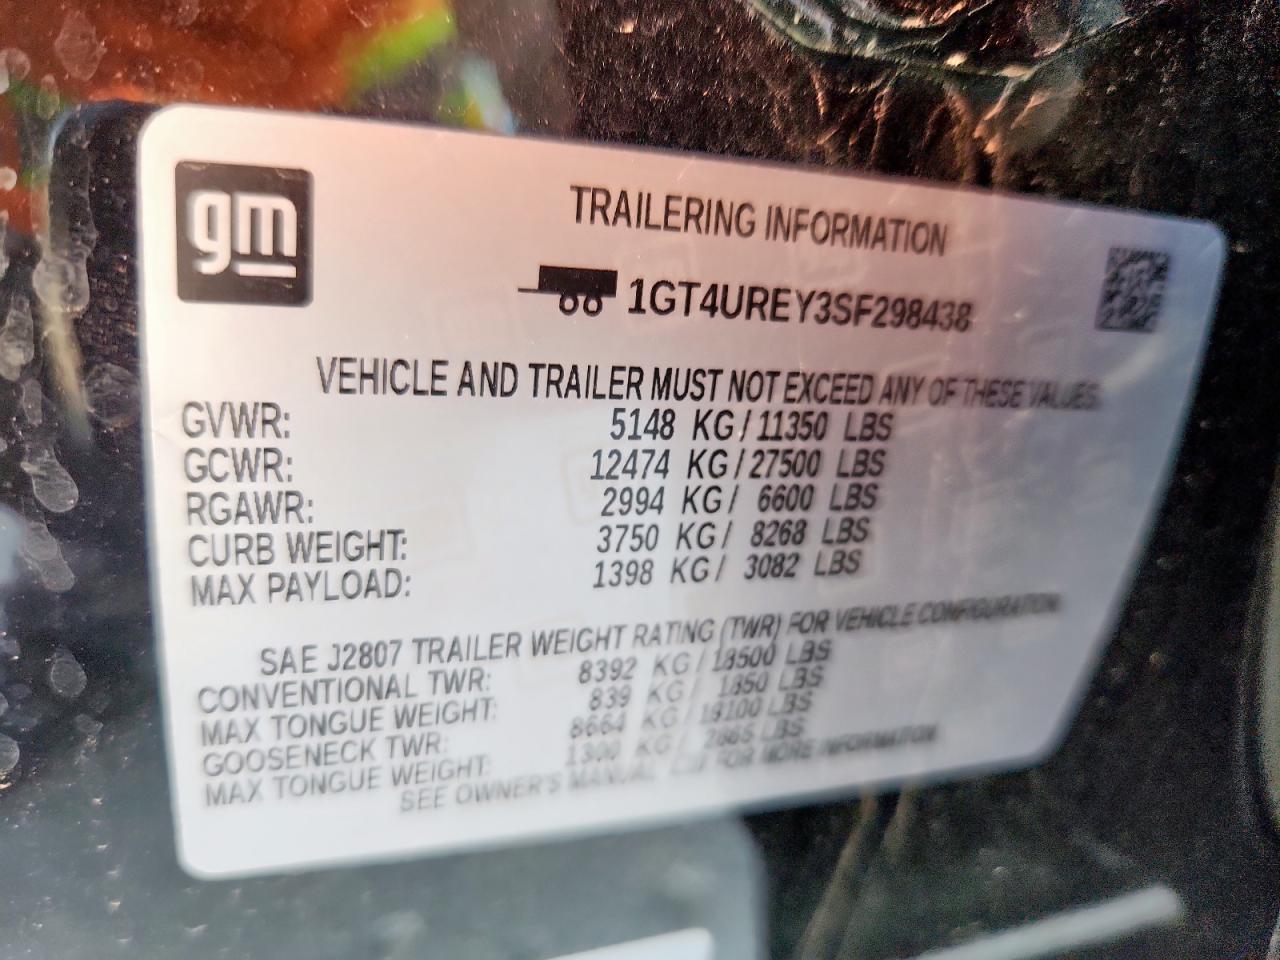 gm
TRAILERING INFORMATION
1GT4UREY3SF298438
VEHICLE AND TRAILER MUST NOT EXCEED ANY OF THESE VALUES.
GVWR: 5148 KG/11350 LBS
GCWR: 12474 KG/27500 LBS
RGAWR: 2994 KG/ 6600 LBS
CURB WEIGHT: 3750 KG/ 8268 LBS
MAX PAYLOAD: 1398 KG/ 3082 LBS
SAE J2807 TRAILER WEIGHT RATING (TWR) FOR VEHICLE CONFIGURATION
CONVENTIONAL TWR: 8392 KG/18500 LBS
MAX TONGUE WEIGHT: 839 KG/ 1850 LBS
GOOSENECK TWR: 8664 KG/19100 LBS
MAX TONGUE WEIGHT: 1300 KG/ 2865 LBS
SEE OWNER'S MANUAL FOR MORE INFORMATION.